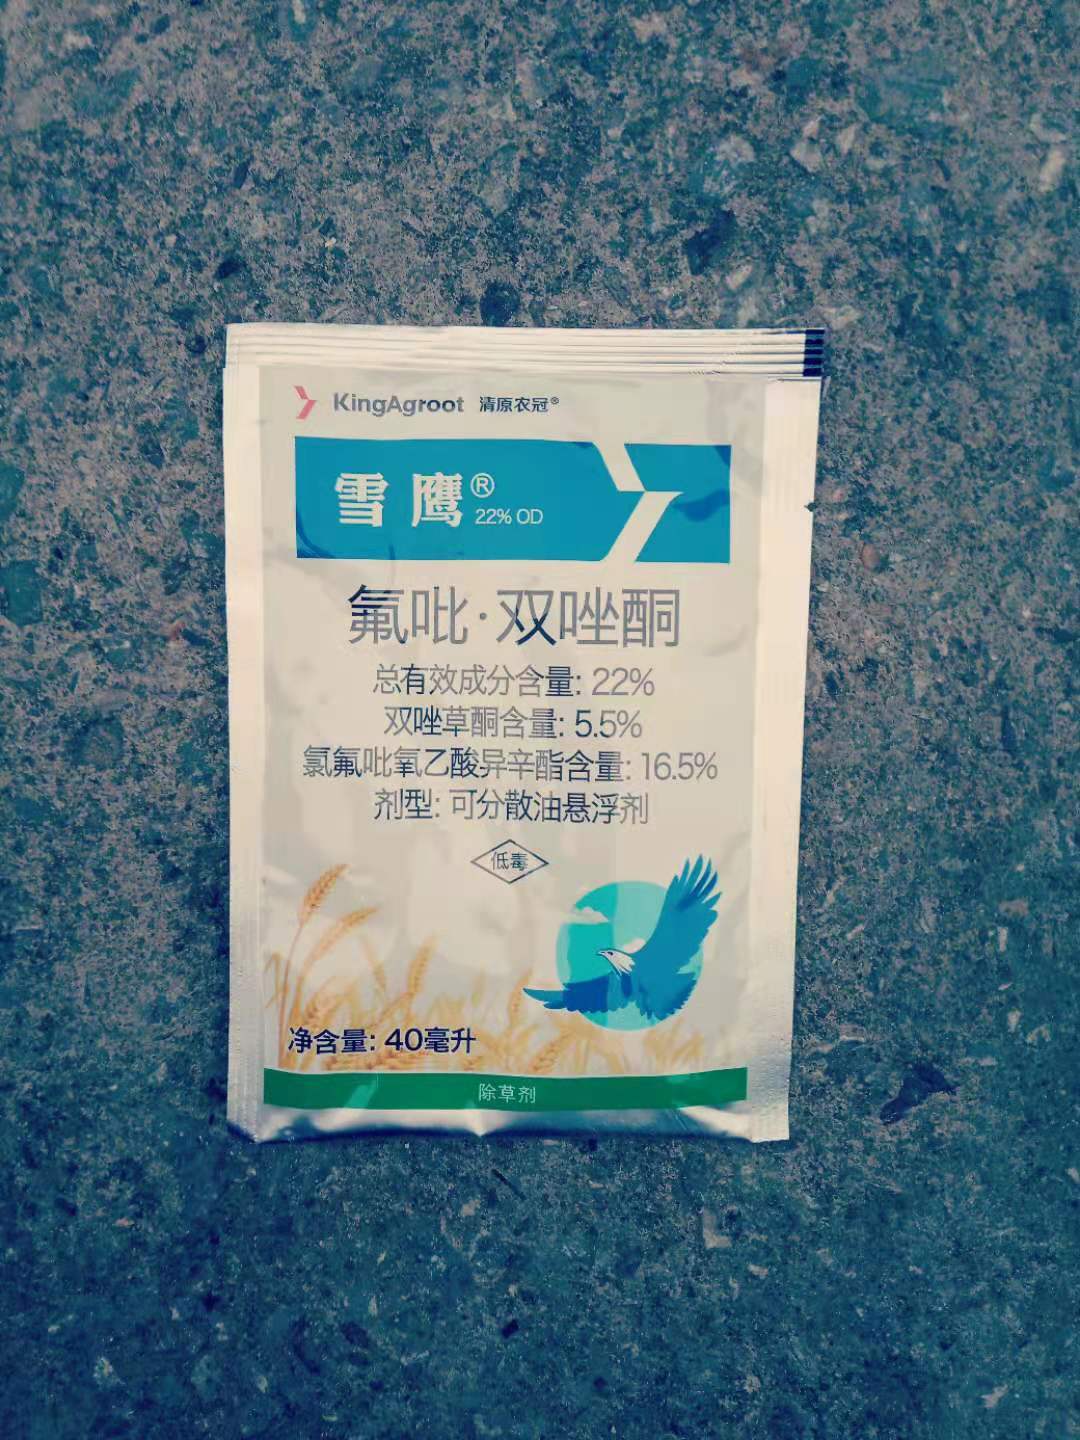 KingAgroot 清原农冠®
雪鹰® 22% OD
氟吡·双唑酮
总有效成分含量: 22%
双唑草酮含量: 5.5%
氯氟吡氧乙酸异辛酯含量: 16.5%
剂型: 可分散油悬浮剂
低毒
净含量: 40毫升
除草剂